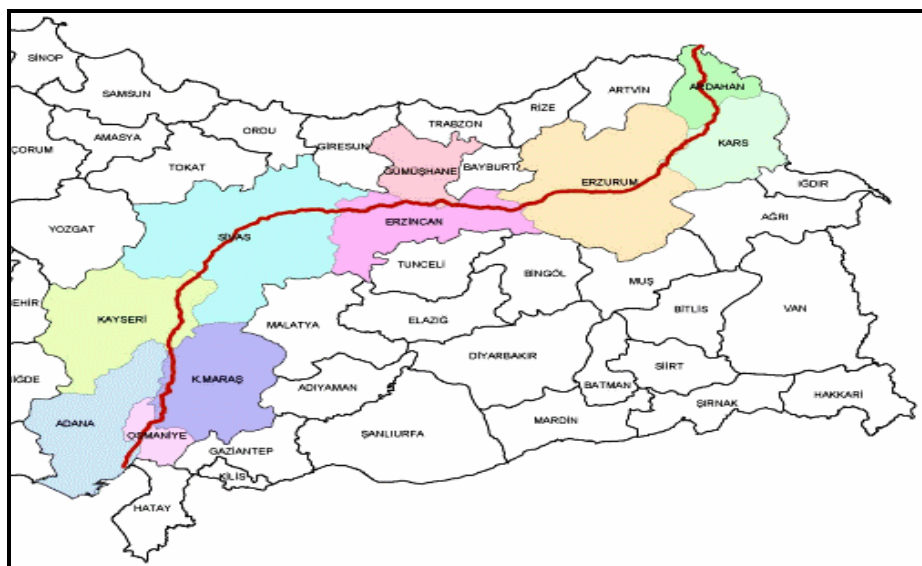 SİNOP
SAMSUN
ARDAHAN
ARTVİN
RİZE
TRABZON
ORDU
AMASYA
GİRESUN
KARS
ÇORUM
TOKAT
GÜMÜŞHANE
BAYBURT
ERZURUM
IĞDIR
AĞRI
ERZİNCAN
YOZGAT
SİVAS
TUNCELİ
BİNGÖL
MUŞ
BİTLİS
VAN
EHİR
KAYSERİ
MALATYA
ELAZIĞ
DİYARBAKIR
SİİRT
İĞDE
K.MARAŞ
ADIYAMAN
BATMAN
HAKKARİ
ŞIRNAK
ADANA
OSMANİYE
MARDİN
ŞANLIURFA
GAZİANTEP
KİLİS
HATAY